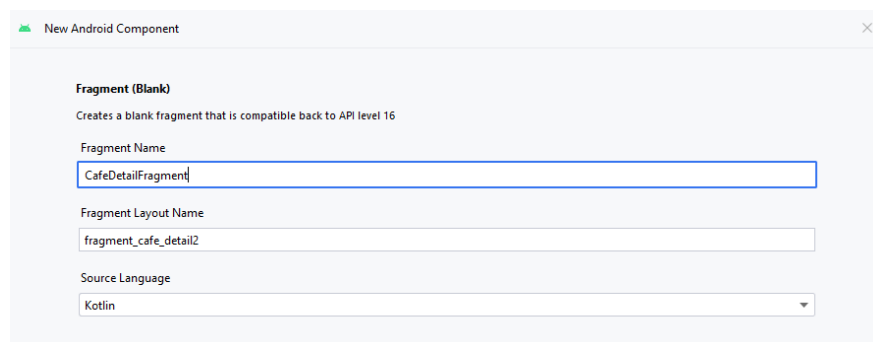 New Android Component
Fragment (Blank)
Creates a blank fragment that is compatible back to API level 16
Fragment Name
CafeDetailFragment
Fragment Layout Name
fragment_cafe_detail2
Source Language
Kotlin